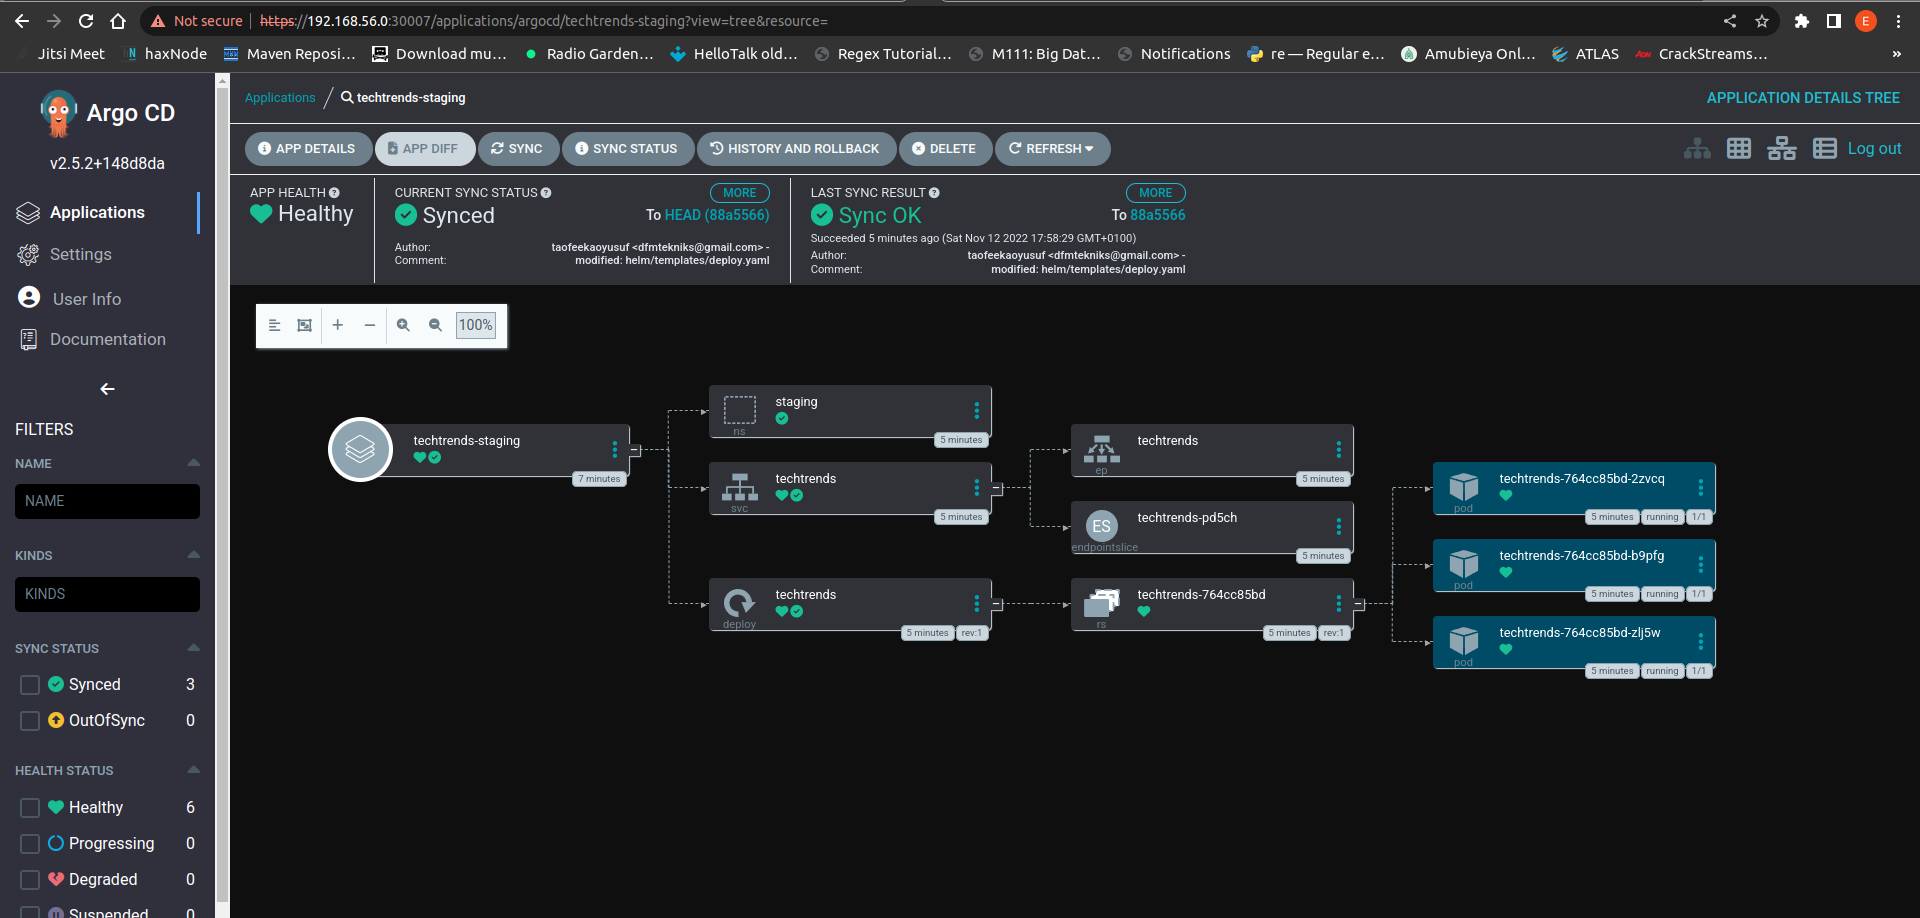 Not secure https://192.168.56.0:30007/applications/argocd/techtrends-staging?view=tree&resource=
Jitsi Meet haxNode Maven Reposi... Download mu... Radio Garden... HelloTalk old... Regex Tutorial... M111: Big Dat... Notifications re — Regular e... Amubieya Onl... ATLAS CrackStreams... »
Argo CD
v2.5.2+148d8da
Applications
Settings
User Info
Documentation
FILTERS
NAME
NAME
KINDS
KINDS
SYNC STATUS
Synced 3
OutOfSync 0
HEALTH STATUS
Healthy 6
Progressing 0
Degraded 0
Suspended 0
Applications / techtrends-staging
APPLICATION DETAILS TREE
APP DETAILS APP DIFF SYNC SYNC STATUS HISTORY AND ROLLBACK DELETE REFRESH
Log out
APP HEALTH
Healthy
CURRENT SYNC STATUS MORE
Synced To HEAD (88a5566)
Author: taofeekaoyusuf <dfmtekniks@gmail.com> -
Comment: modified: helm/templates/deploy.yaml
LAST SYNC RESULT MORE
Sync OK To 88a5566
Succeeded 5 minutes ago (Sat Nov 12 2022 17:58:29 GMT+0100)
Author: taofeekaoyusuf <dfmtekniks@gmail.com> -
Comment: modified: helm/templates/deploy.yaml
100%
techtrends-staging
7 minutes
staging
ns
5 minutes
techtrends
svc
5 minutes
techtrends
deploy
5 minutes rev:1
techtrends
ep
5 minutes
ES
techtrends-pd5ch
endpointslice
5 minutes
techtrends-764cc85bd
rs
5 minutes rev:1
techtrends-764cc85bd-2zvcq
pod
5 minutes running 1/1
techtrends-764cc85bd-b9pfg
pod
5 minutes running 1/1
techtrends-764cc85bd-zlj5w
pod
5 minutes running 1/1